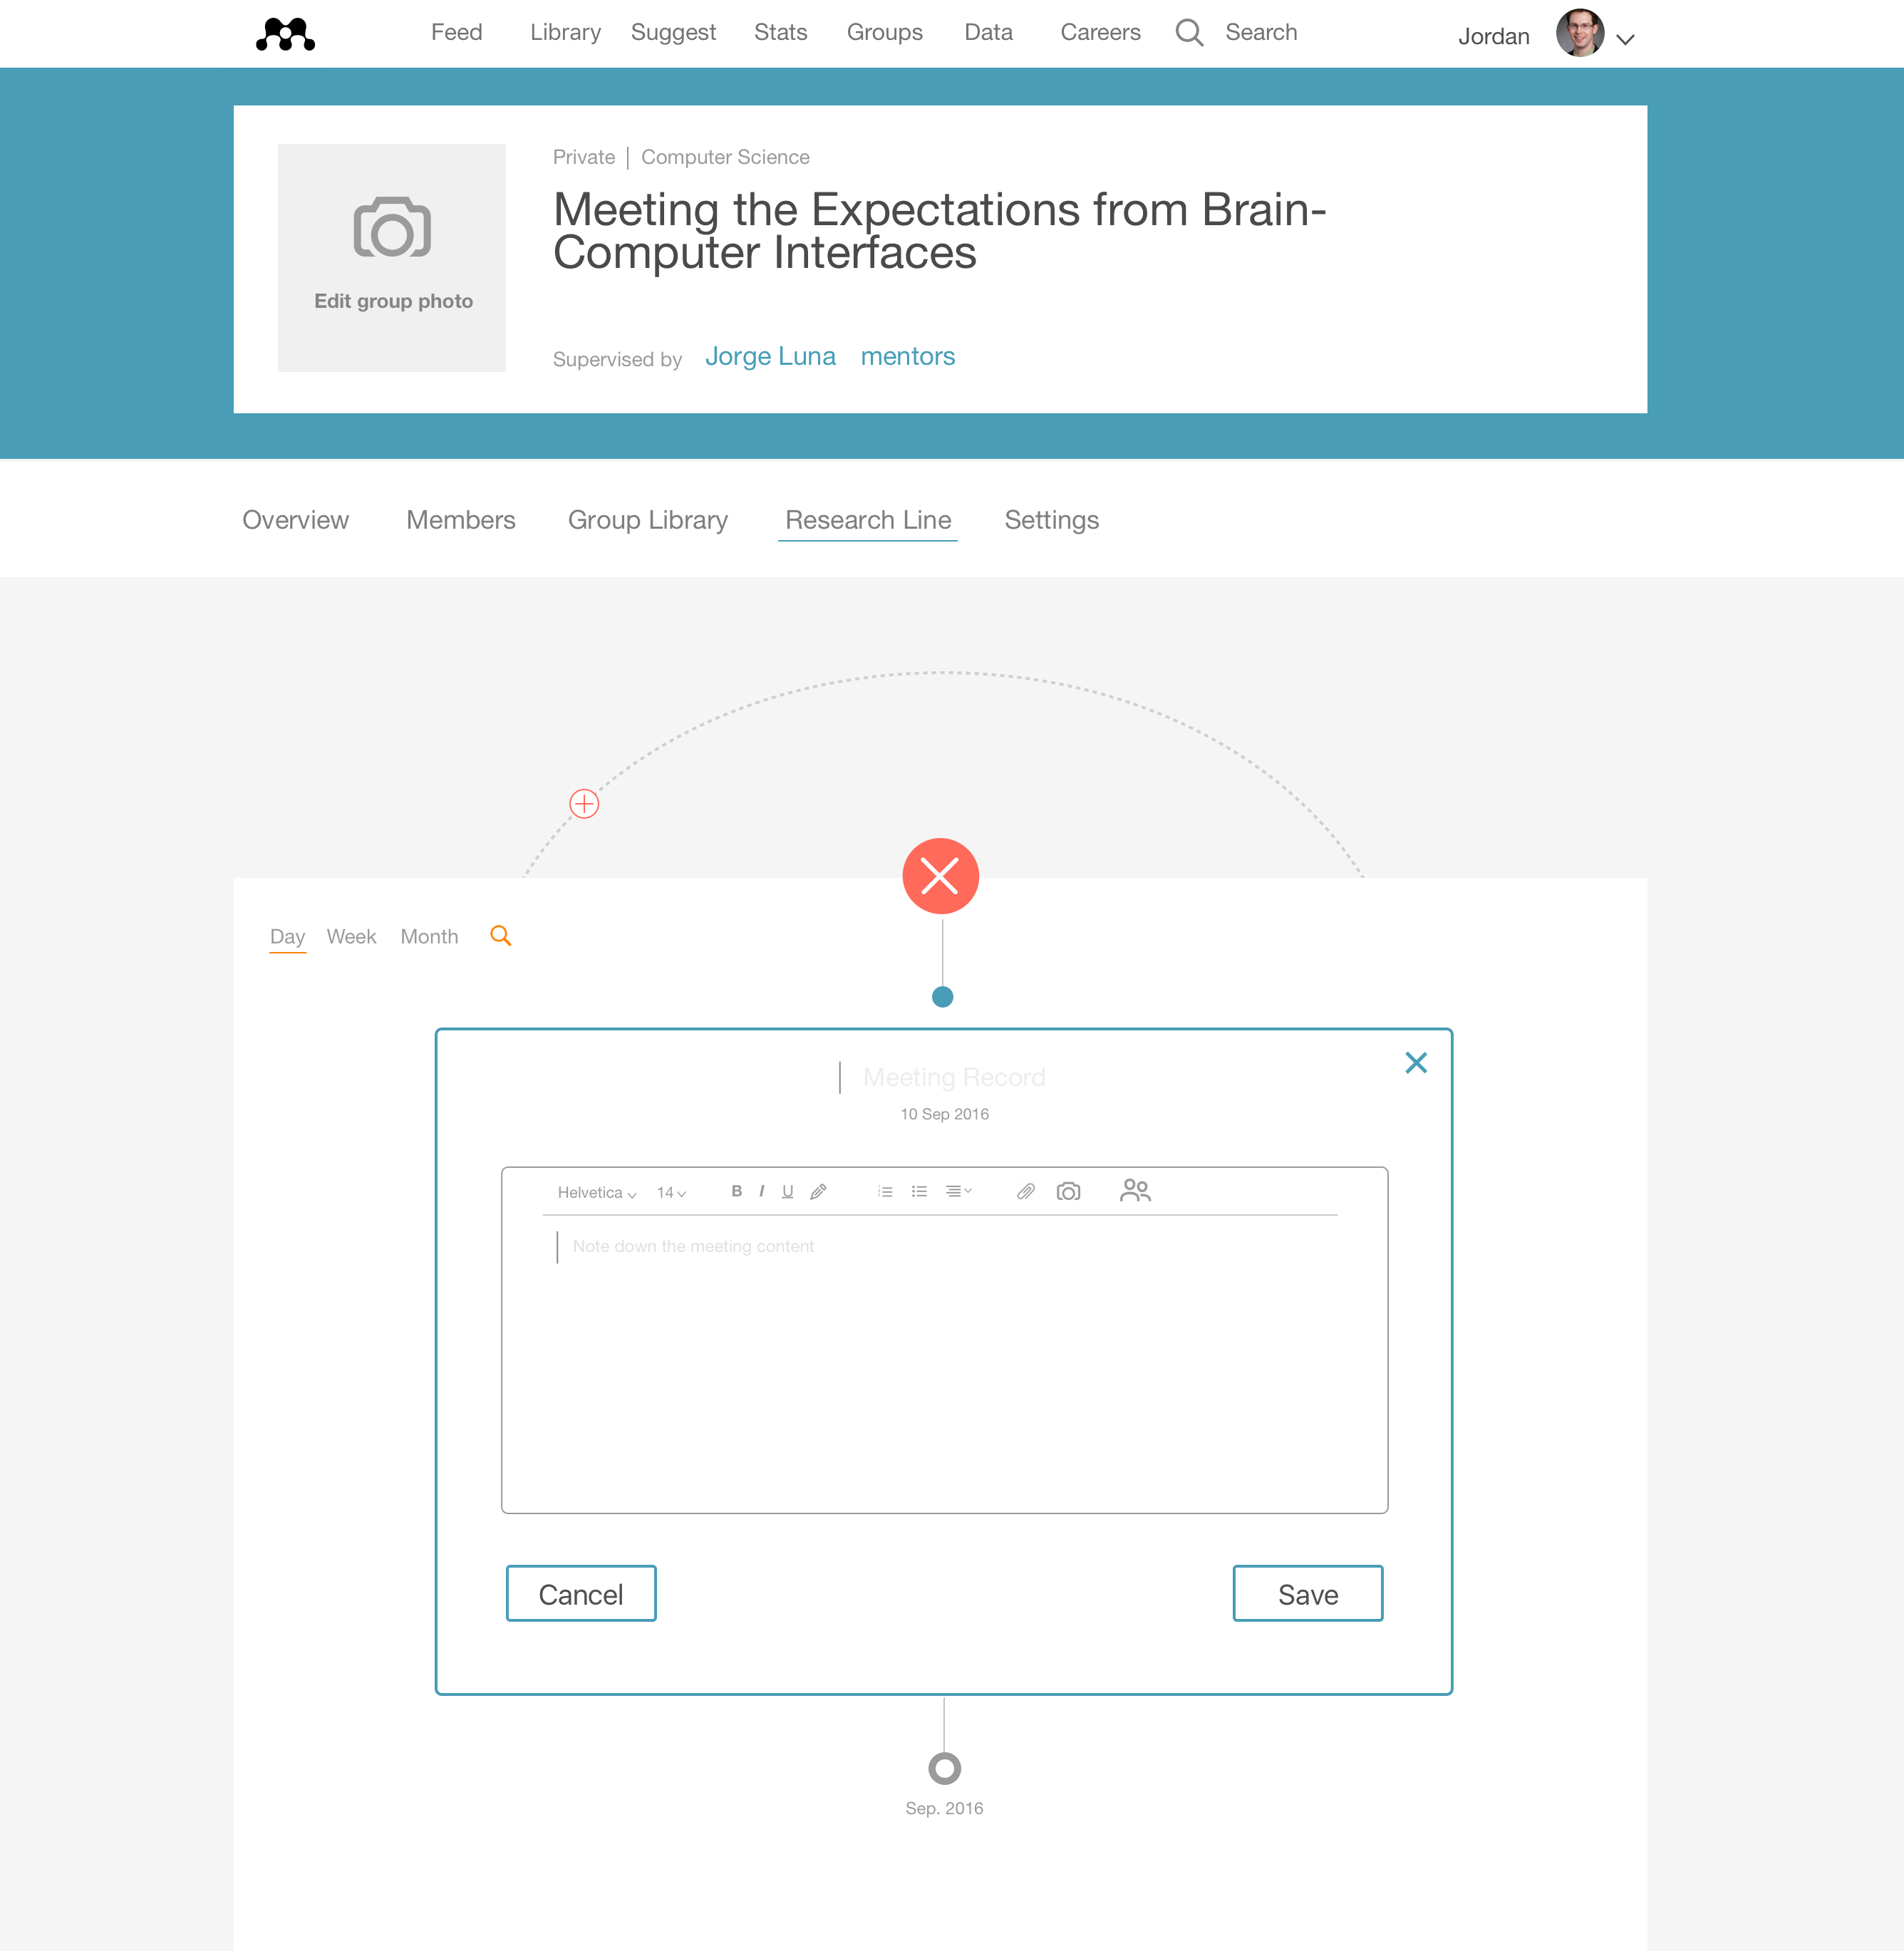 Feed Library Suggest Stats Groups Data Careers Search Jordan
Private | Computer Science
Meeting the Expectations from Brain-
Computer Interfaces
Edit group photo
Supervised by Jorge Luna mentors
Overview Members Group Library Research Line Settings
Day Week Month
Meeting Record
10 Sep 2016
Helvetica 14 B I U
Note down the meeting content
Cancel Save
Sep. 2016